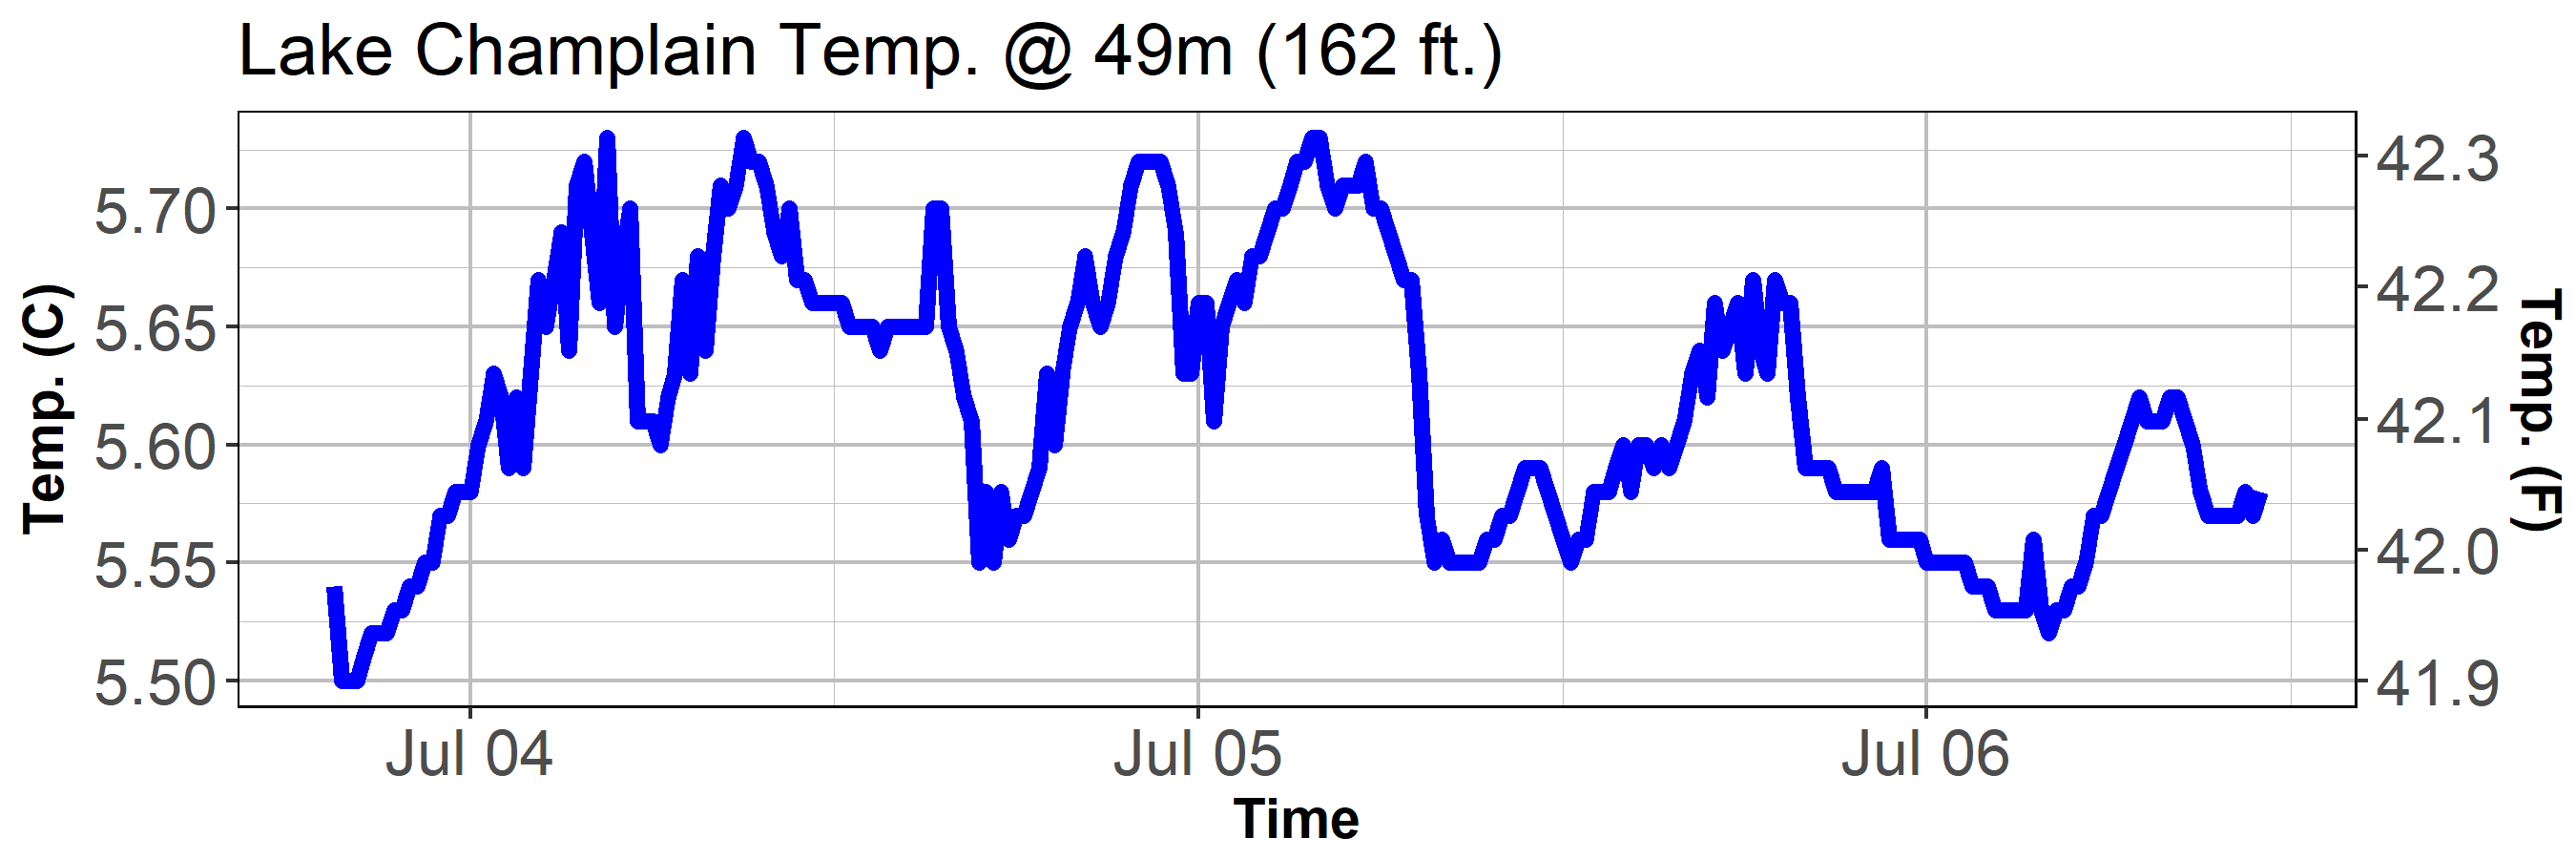 Lake Champlain Temp. @ 49m (162 ft.)
Temp. (C)
5.70
5.65
5.60
5.55
5.50
42.3
42.2
42.1
42.0
41.9
Temp. (F)
Jul 04 Jul 05 Jul 06
Time